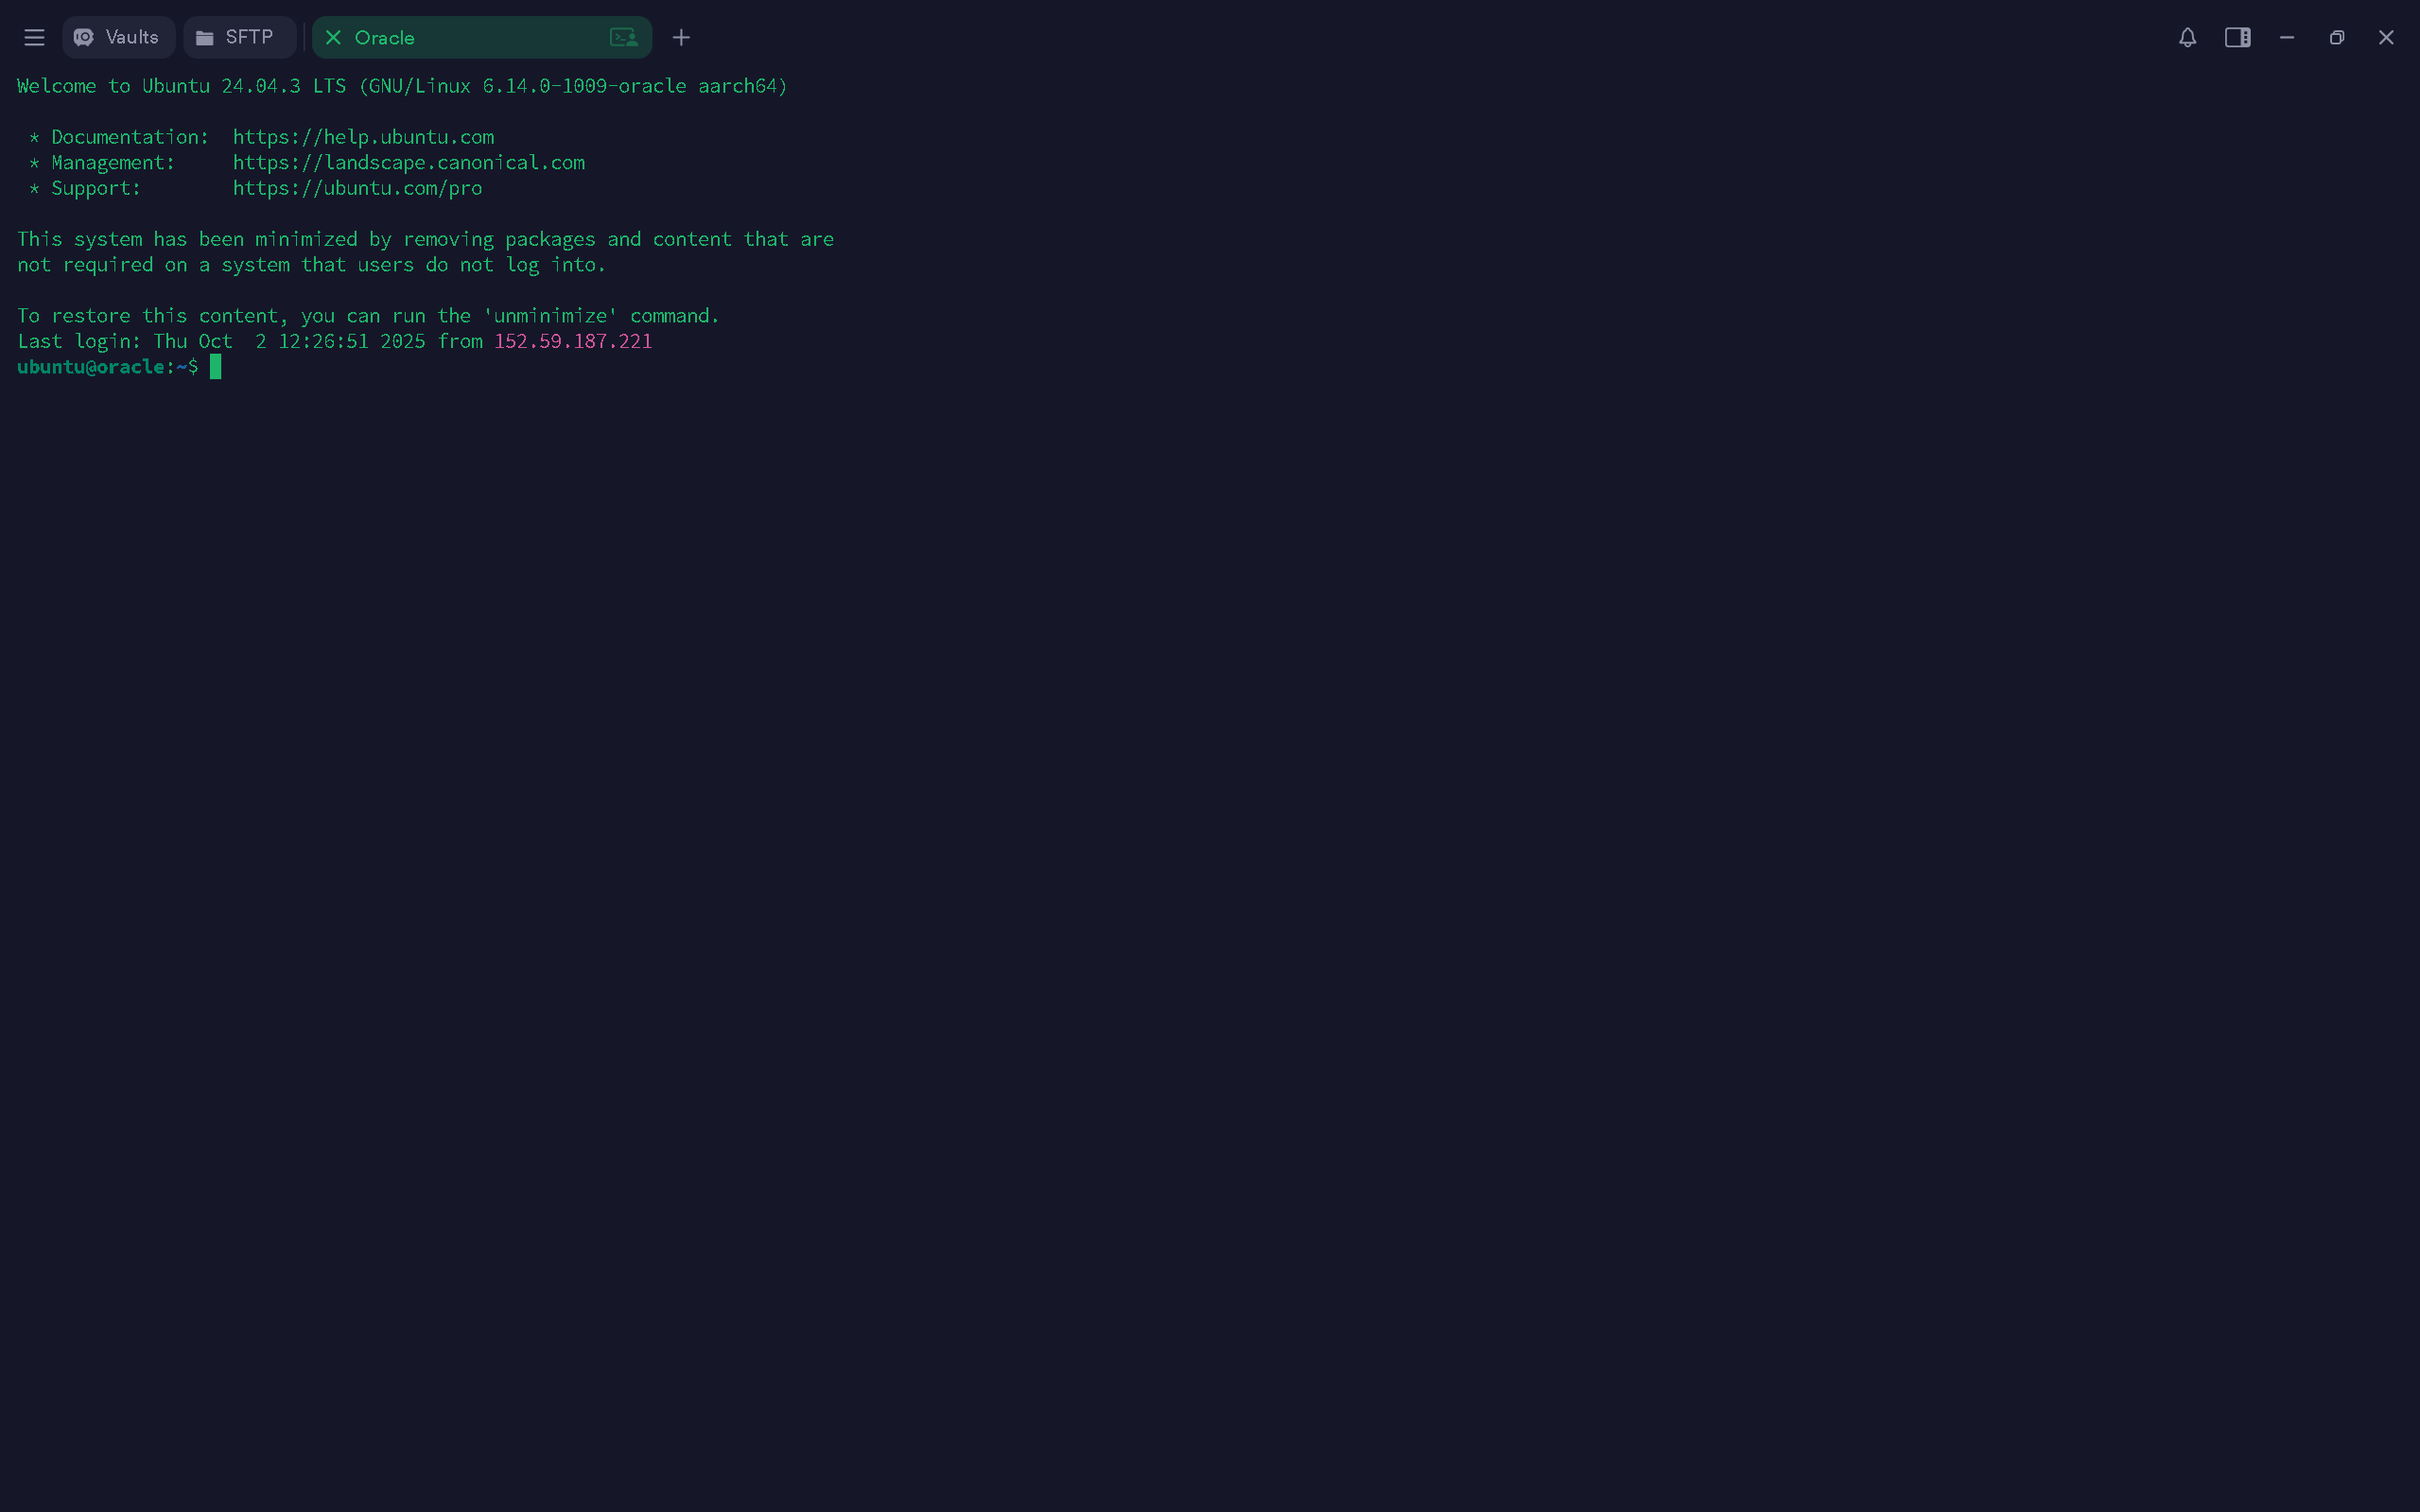 Vaults SFTP Oracle
Welcome to Ubuntu 24.04.3 LTS (GNU/Linux 6.14.0-1009-oracle aarch64)
 * Documentation:  https://help.ubuntu.com
 * Management:     https://landscape.canonical.com
 * Support:        https://ubuntu.com/pro
This system has been minimized by removing packages and content that are
not required on a system that users do not log into.
To restore this content, you can run the 'unminimize' command.
Last login: Thu Oct  2 12:26:51 2025 from 152.59.187.221
ubuntu@oracle:~$